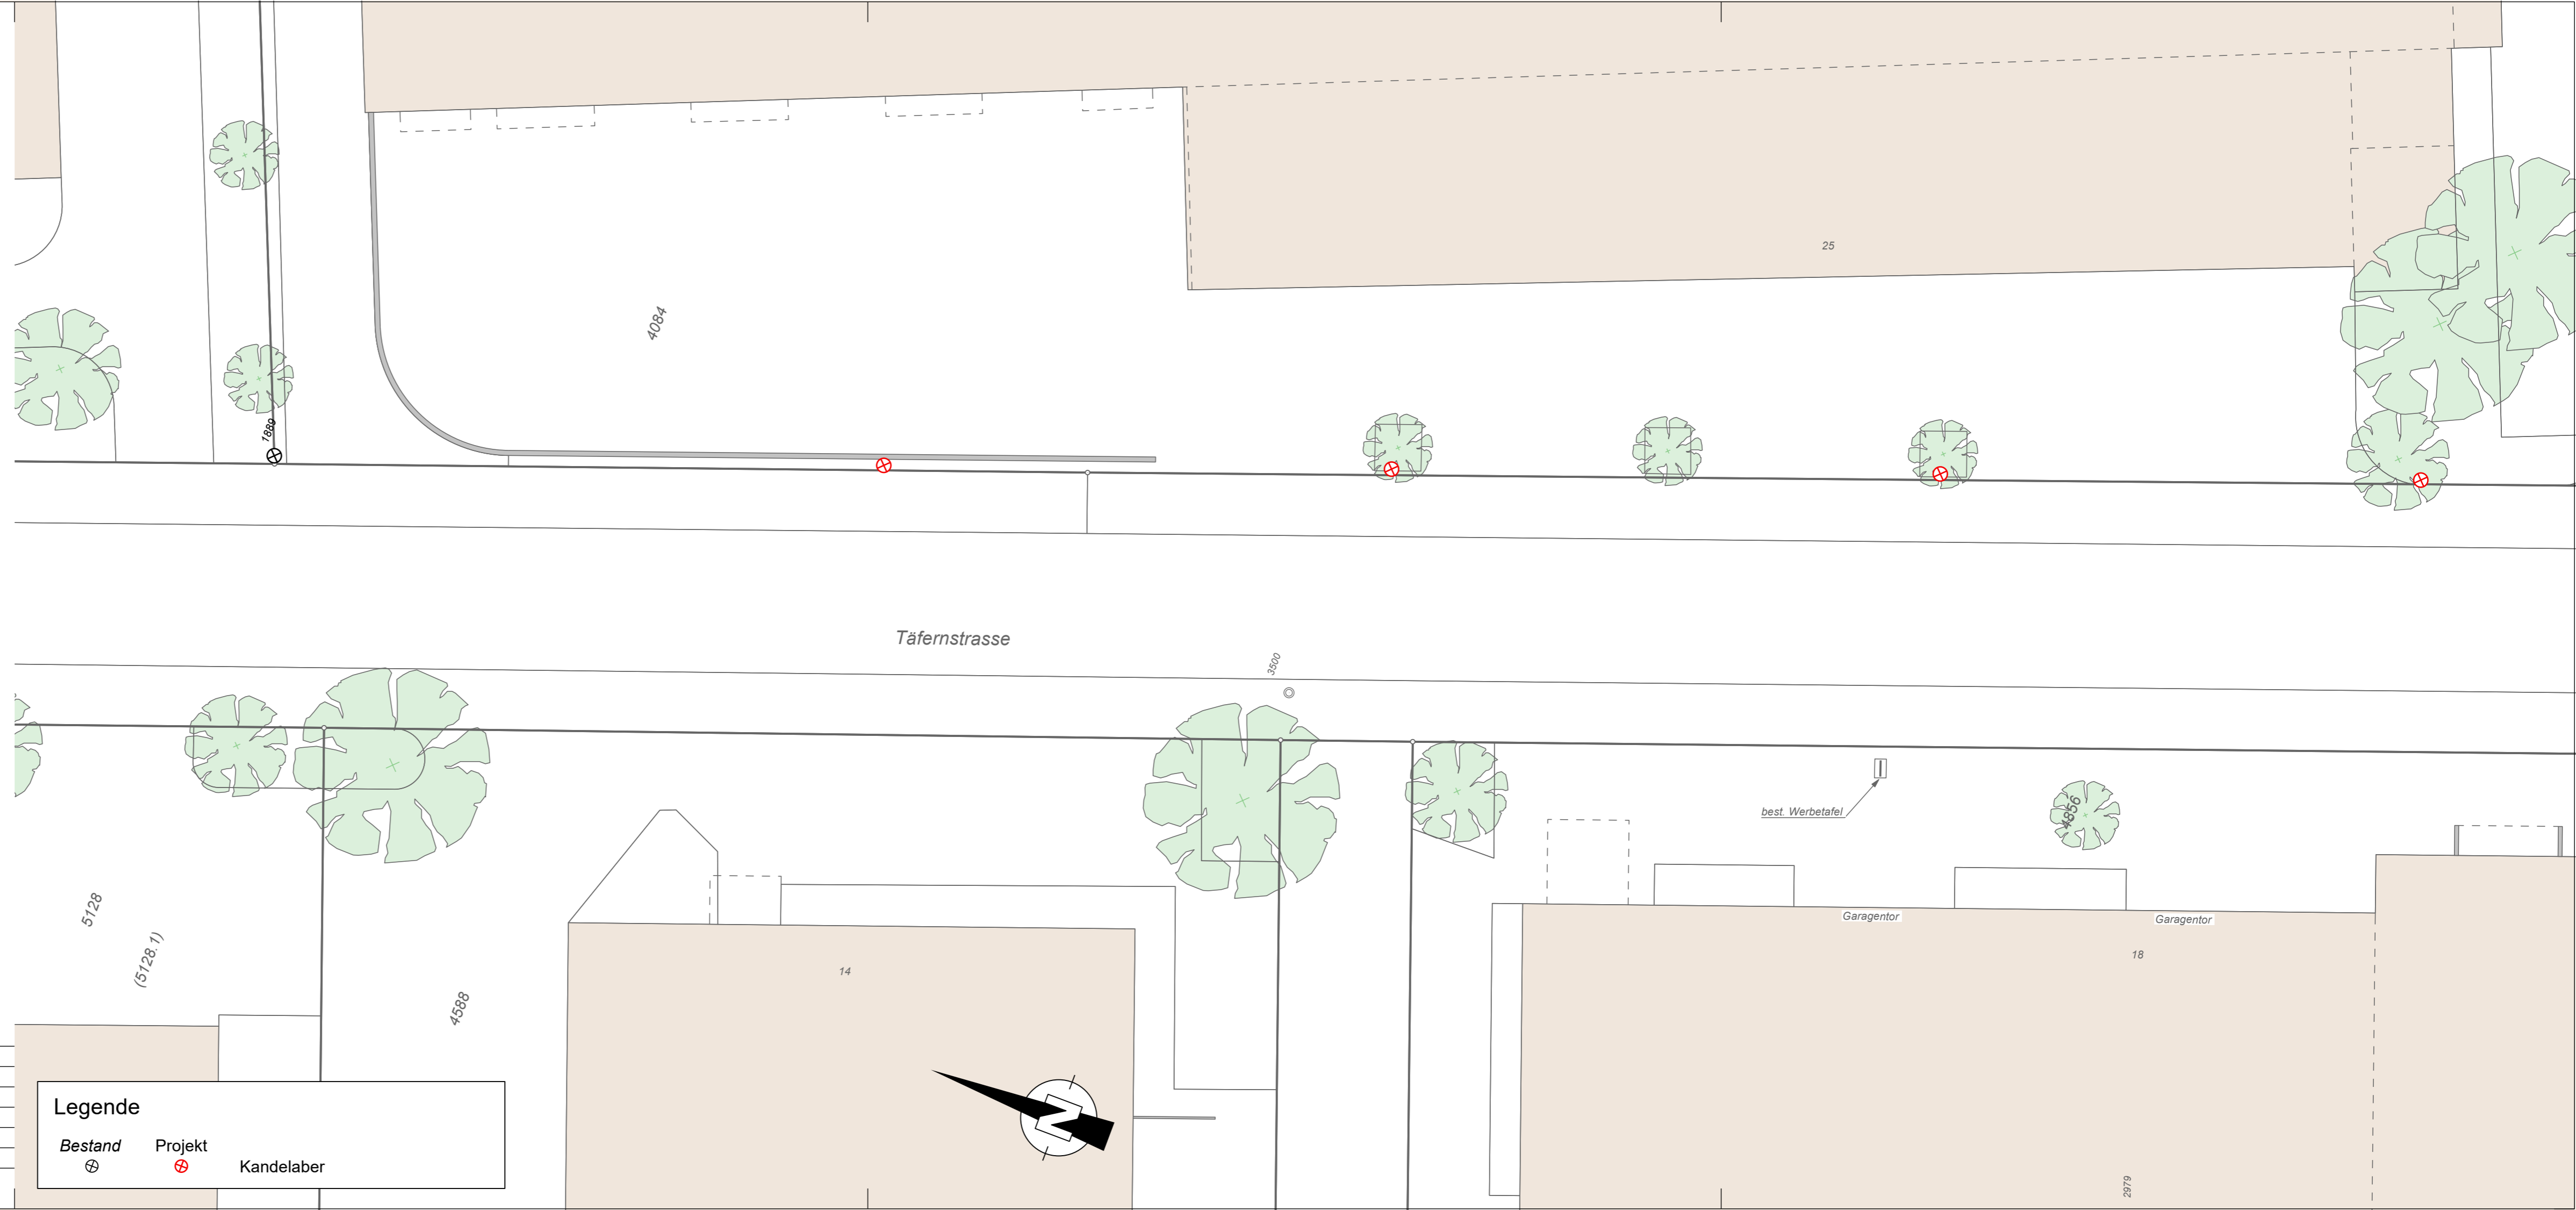 25
4084
1889
Täfernstrasse
3500
best. Werbetafel
4856
5128
(5128.1)
4588
14
Garagentor
Garagentor
18
2979
N
Legende
Bestand Projekt
Kandelaber